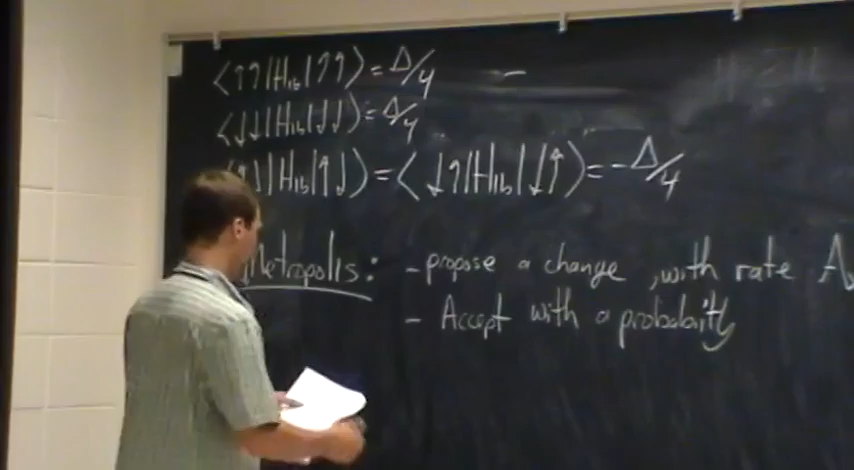 ⟨↑↑|H₁b|↑↑⟩ = Δ/4
⟨↓↓|H₁b|↓↓⟩ = Δ/4
⟨↑↓|H₁b|↑↓⟩ = ⟨↓↑|H₁b|↓↑⟩ = -Δ/4
Metropolis: - propose a change, with rate A
- Accept with a probability